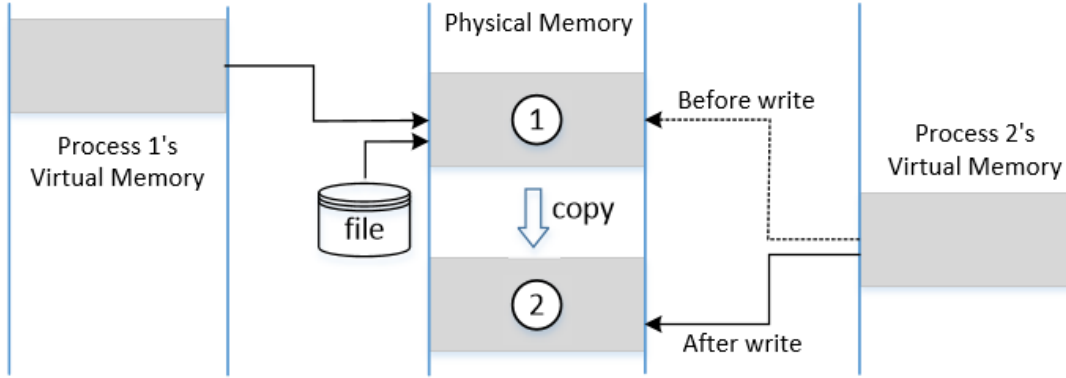 Physical Memory
1
Before write
Process 1's
Virtual Memory
Process 2's
Virtual Memory
file
copy
2
After write